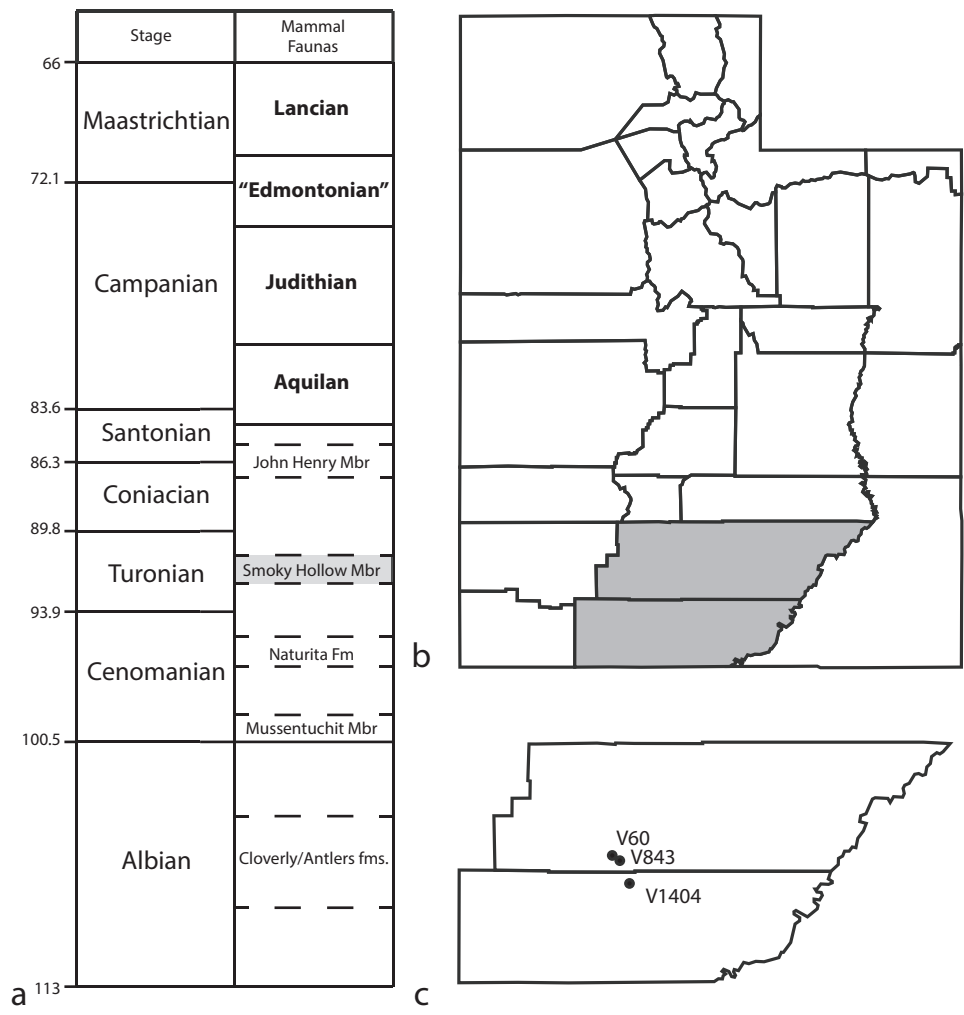 Stage
Mammal
Faunas
66
Maastrichtian
Lancian
72.1
"Edmontonian"
Campanian
Judithian
Aquilan
83.6
Santonian
John Henry Mbr
86.3
Coniacian
89.8
Turonian
Smoky Hollow Mbr
93.9
Naturita Fm
Cenomanian
Mussentuchit Mbr
100.5
Albian
Cloverly/Antlers fms.
113
a
b
V60
V843
V1404
c